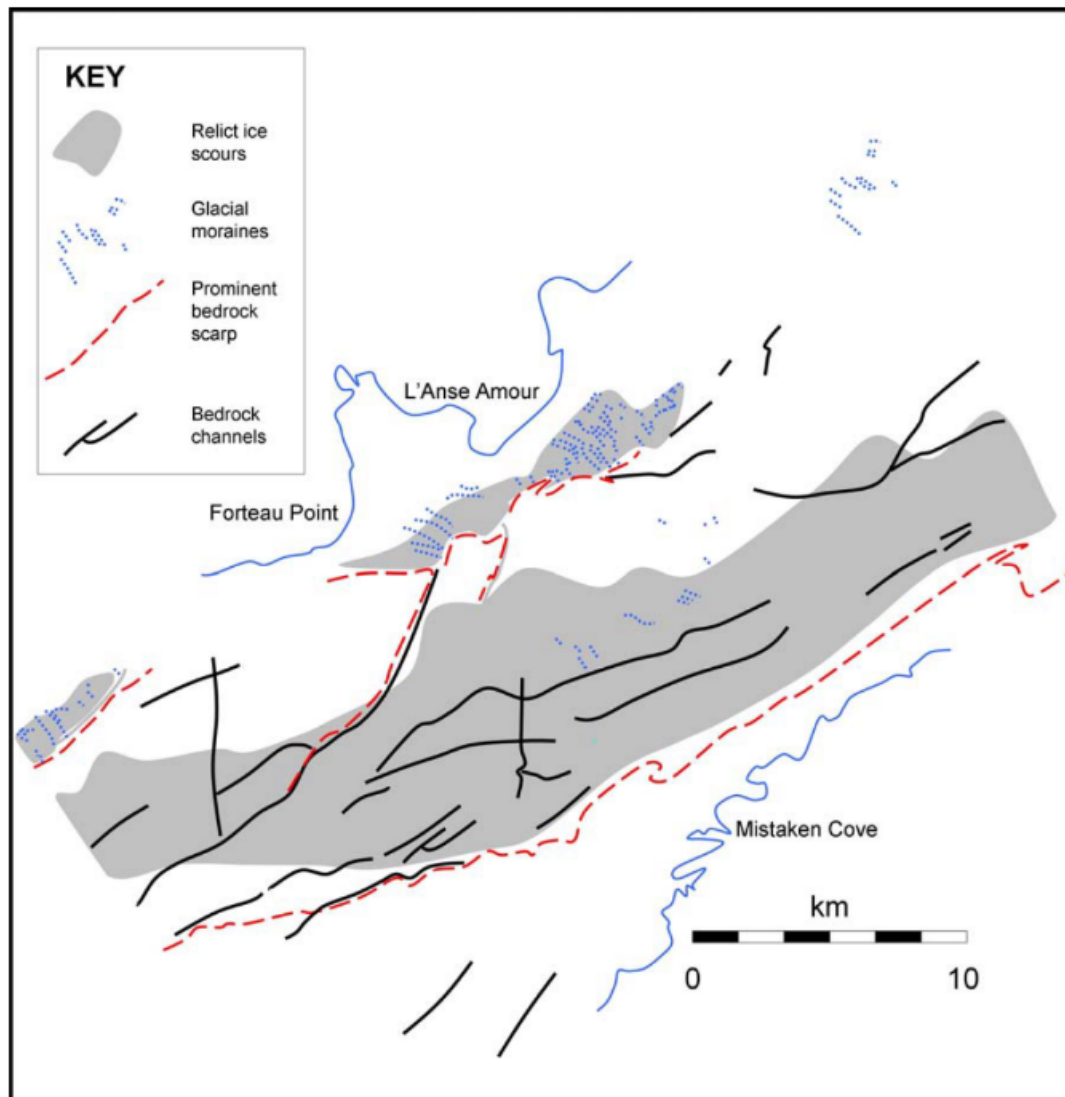 KEY
Relict ice
scours
Glacial
moraines
Prominent
bedrock
scarp
Bedrock
channels
L'Anse Amour
Forteau Point
Mistaken Cove
km
0 10